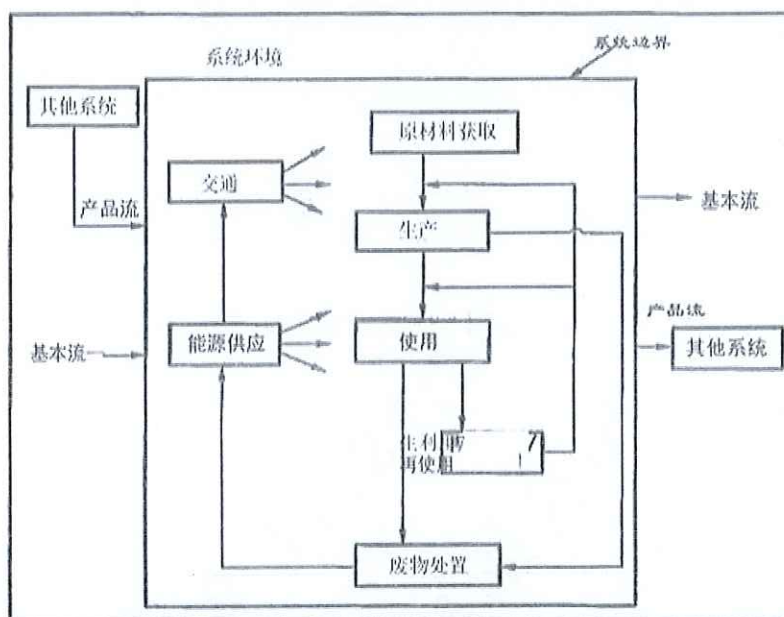 系统环境
系统边界
其他系统
原材料获取
交通
产品流
基本流
生产
产品流
能源供应
使用
基本流
其他系统
生利
再使用
废物处置